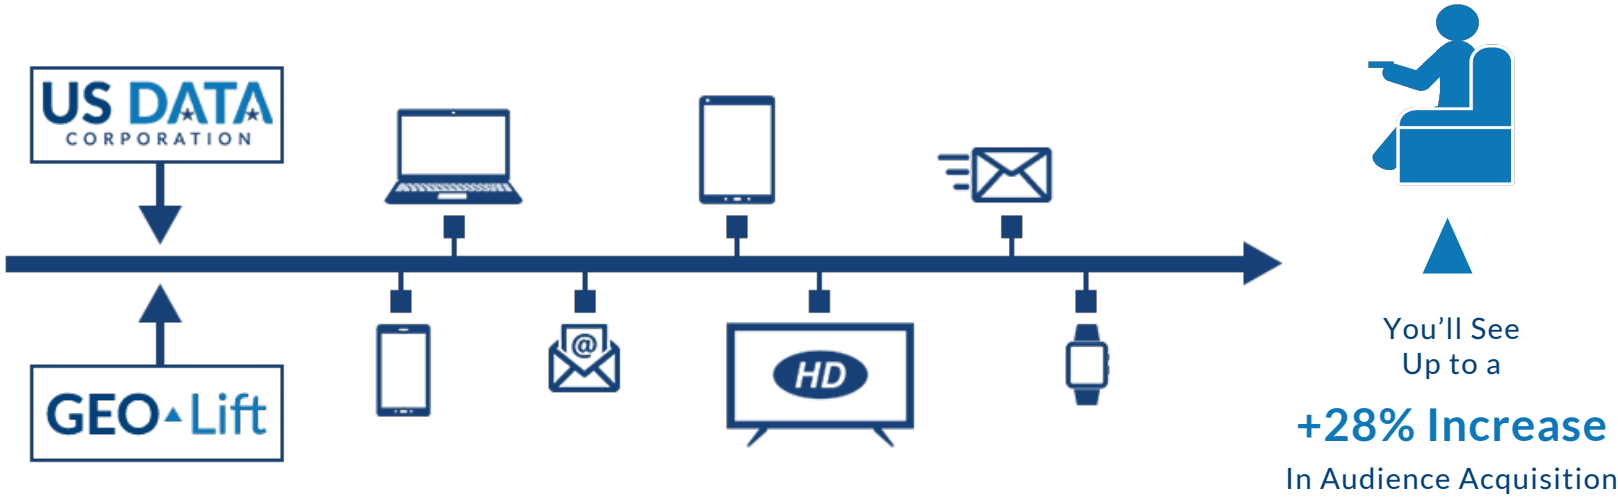 US DATA
CORPORATION
GEO Lift
@
HD
You’ll See
Up to a
+28% Increase
In Audience Acquisition